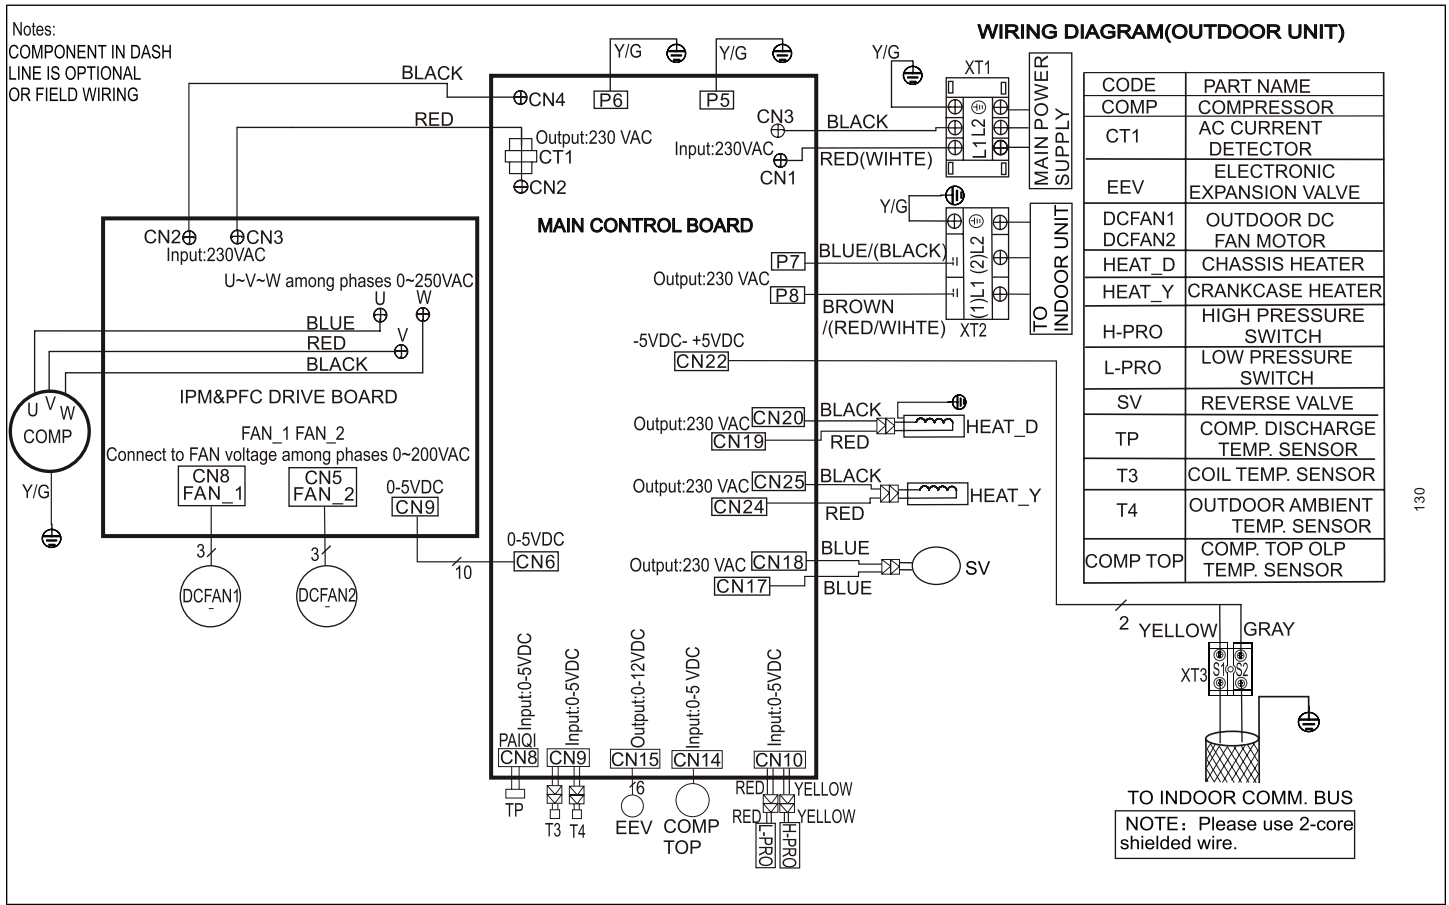 Notes:
COMPONENT IN DASH
LINE IS OPTIONAL
OR FIELD WIRING
WIRING DIAGRAM(OUTDOOR UNIT)
BLACK
RED
CN4
Output:230 VAC
CT1
CN2
Y/G
P6
Y/G
P5
CN3
Input:230VAC
CN1
BLACK
RED(WIHTE)
Y/G
XT1
L1 L2
MAIN POWER
SUPPLY
MAIN CONTROL BOARD
Y/G
P7
BLUE/(BLACK)
Output:230 VAC
P8
BROWN
/(RED/WIHTE)
(1)L1 (2)L2
XT2
TO
INDOOR UNIT
-5VDC- +5VDC
CN22
CN2
CN3
Input:230VAC
U~V~W among phases 0~250VAC
U
W
V
BLUE
RED
BLACK
IPM&PFC DRIVE BOARD
U V W
COMP
Y/G
FAN_1 FAN_2
Connect to FAN voltage among phases 0~200VAC
CN8
FAN_1
CN5
FAN_2
0-5VDC
CN9
3
3
10
DCFAN1
~
DCFAN2
~
0-5VDC
CN6
Output:230 VAC
CN20
CN19
BLACK
RED
HEAT_D
Output:230 VAC
CN25
CN24
BLACK
RED
HEAT_Y
Output:230 VAC
CN18
CN17
BLUE
BLUE
SV
PAIQI
Input:0-5VDC
CN8
TP
Input:0-5VDC
CN9
T3
T4
Output:0-12VDC
CN15
6
EEV
Input:0-5 VDC
CN14
COMP
TOP
Input:0-5VDC
CN10
RED
YELLOW
RED
YELLOW
L-PRO
H-PRO
CODE PART NAME
COMP COMPRESSOR
CT1 AC CURRENT
DETECTOR
EEV ELECTRONIC
EXPANSION VALVE
DCFAN1 OUTDOOR DC
DCFAN2 FAN MOTOR
HEAT_D CHASSIS HEATER
HEAT_Y CRANKCASE HEATER
H-PRO HIGH PRESSURE
SWITCH
L-PRO LOW PRESSURE
SWITCH
SV REVERSE VALVE
TP COMP. DISCHARGE
TEMP. SENSOR
T3 COIL TEMP. SENSOR
T4 OUTDOOR AMBIENT
TEMP. SENSOR
COMP TOP COMP. TOP OLP
TEMP. SENSOR
2
YELLOW
GRAY
XT3
S1
S2
TO INDOOR COMM. BUS
NOTE: Please use 2-core
shielded wire.
130